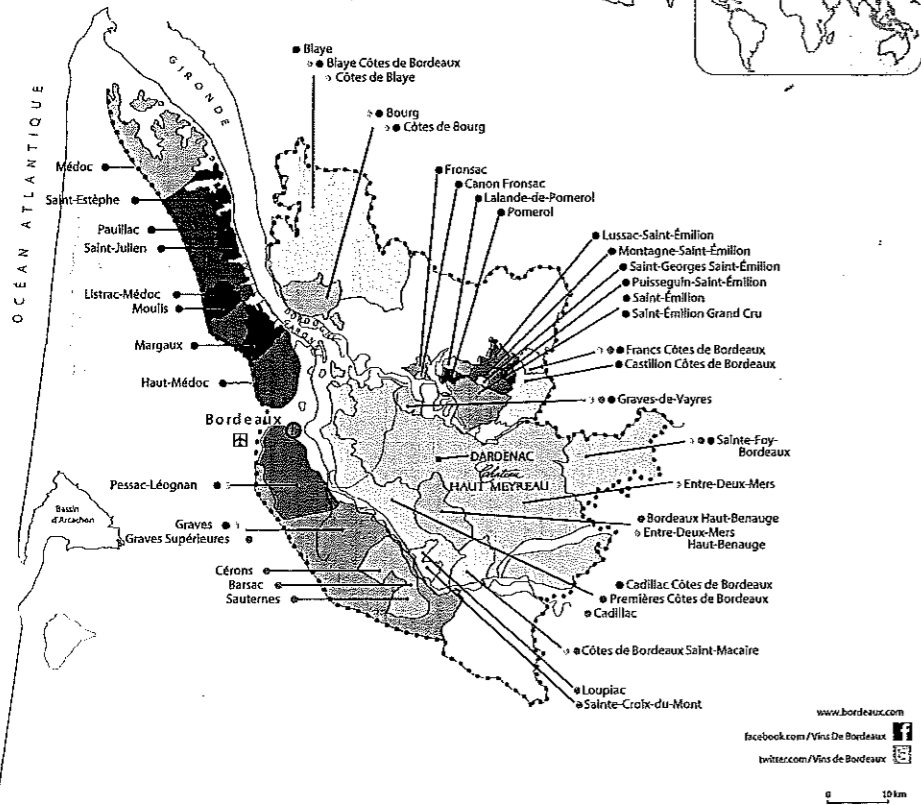 OCÉAN ATLANTIQUE
GIRONDE
Blaye
Blaye Côtes de Bordeaux
Côtes de Blaye
Bourg
Côtes de Bourg
Fronsac
Canon Fronsac
Lalande-de-Pomerol
Pomerol
Lussac-Saint-Émilion
Montagne-Saint-Émilion
Saint-Georges Saint-Émilion
Puisseguin-Saint-Émilion
Saint-Émilion
Saint-Émilion Grand Cru
Francs Côtes de Bordeaux
Castillon Côtes de Bordeaux
Graves-de-Vayres
Sainte-Foy-
Bordeaux
Entre-Deux-Mers
Bordeaux Haut-Benauge
Entre-Deux-Mers
Haut-Benauge
Cadillac Côtes de Bordeaux
Premières Côtes de Bordeaux
Cadillac
Côtes de Bordeaux Saint-Macaire
Loupiac
Sainte-Croix-du-Mont
Médoc
Saint-Estèphe
Pauillac
Saint-Julien
Listrac-Médoc
Moulis
Margaux
Haut-Médoc
Bordeaux
Pessac-Léognan
Graves
Graves Supérieures
Cérons
Barsac
Sauternes
Bassin
d'Arcachon
DARDENAC
HAUT MEYREAU
www.bordeaux.com
facebook.com/Vins De Bordeaux
twitter.com/Vins de Bordeaux
0 10 km